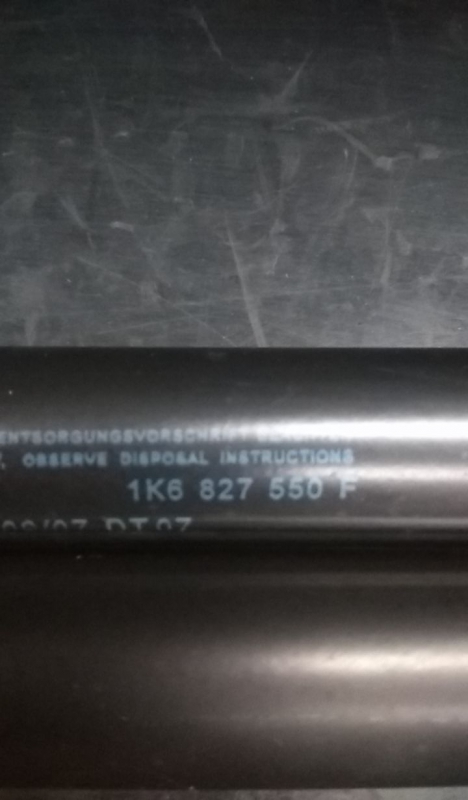 ENTSORGUNGSVORSCHRIFT
OBSERVE DISPOSAL INSTRUCTIONS
1K6 827 550 F